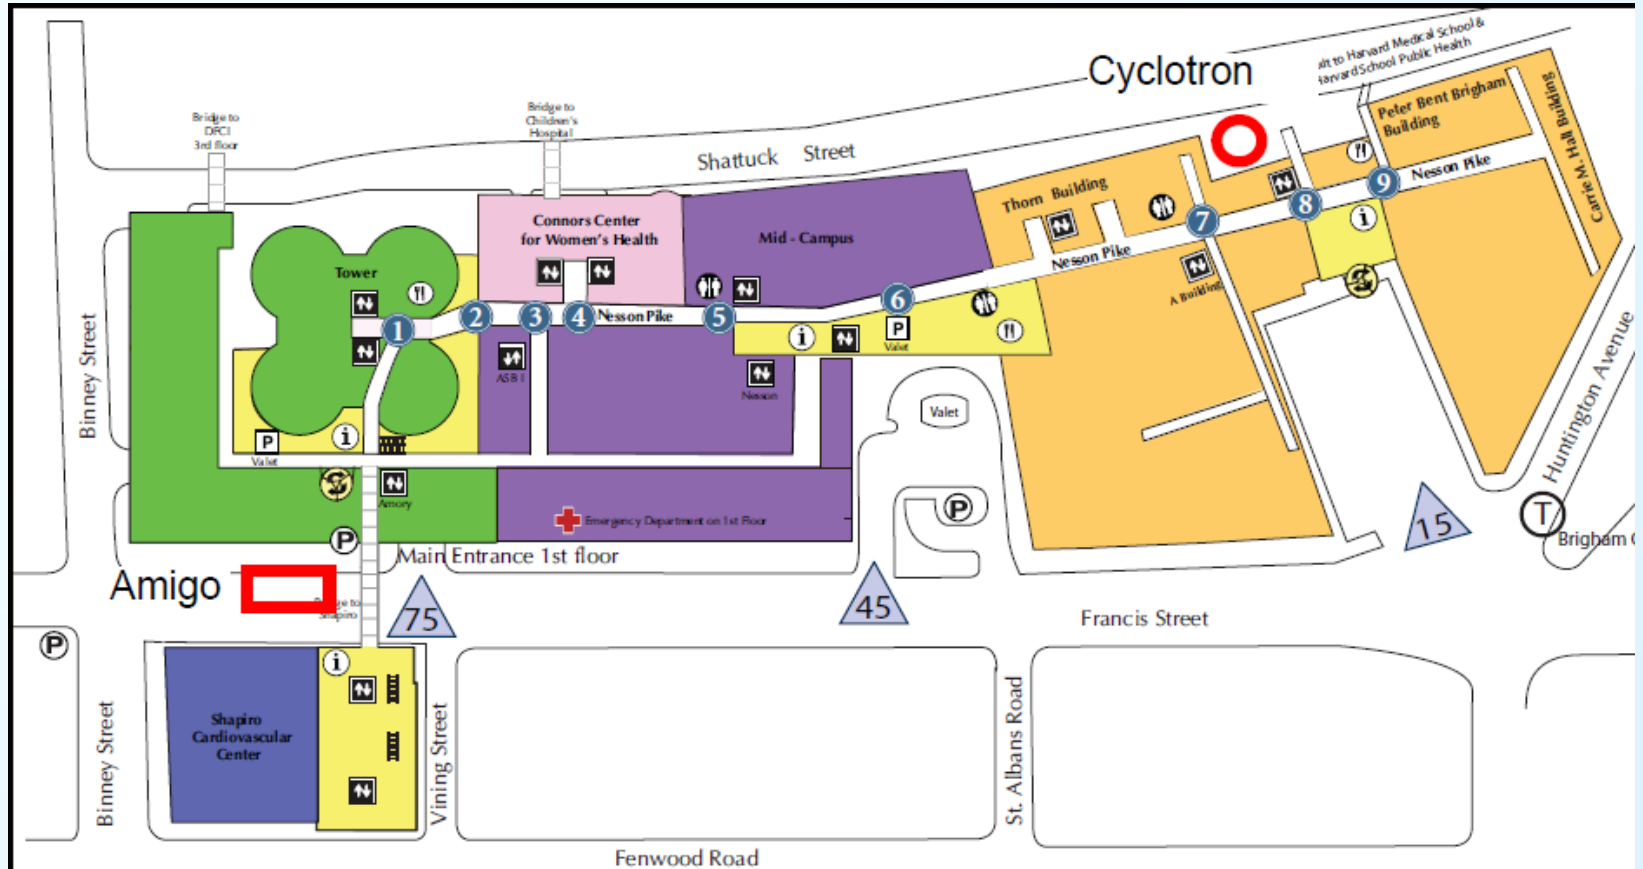 Cyclotron
to Harvard Medical School &
Harvard School Public Health
Bridge to
DFCI
3rd floor
Bridge to
Children's
Hospital
Shattuck Street
Peter Bent Brigham
Building
Carrie M. Hall Building
Thorn Building
Nesson Pike
Connors Center
for Women's Health
Mid - Campus
Tower
Nesson Pike
Nesson Pike
A Building
1
2
3
4
5
6
7
8
9
i
i
P
Valet
ASB I
Nesson
Valet
Binney Street
Huntington Avenue
i
P
Valet
Amory
P
P
Emergency Department on 1st Floor
15
T
Brigham
Main Entrance 1st floor
Amigo
to
Shapiro
75
45
Francis Street
P
i
Shapiro
Cardiovascular
Center
Binney Street
Vining Street
St. Albans Road
Fenwood Road